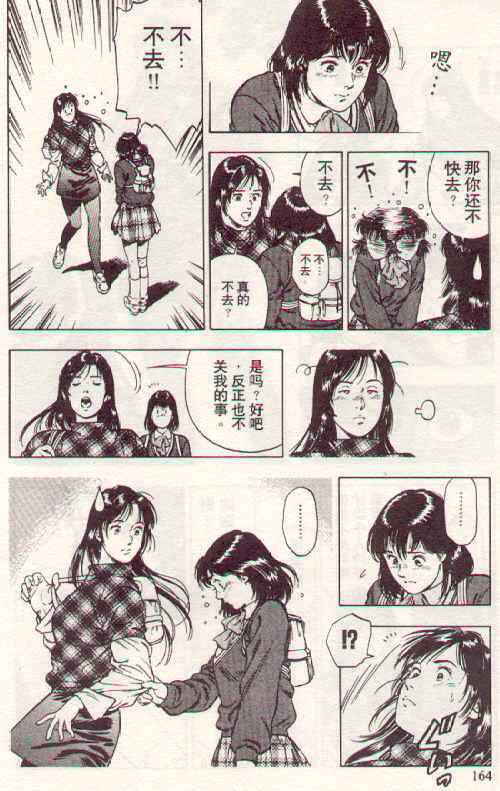 嗯…
那你还不
快去？
不！
不！
不去？
不…
不去
真的
不去？
不…
不去!!
是吗？好吧
，反正也不
关我的事。
………
!?
………
164